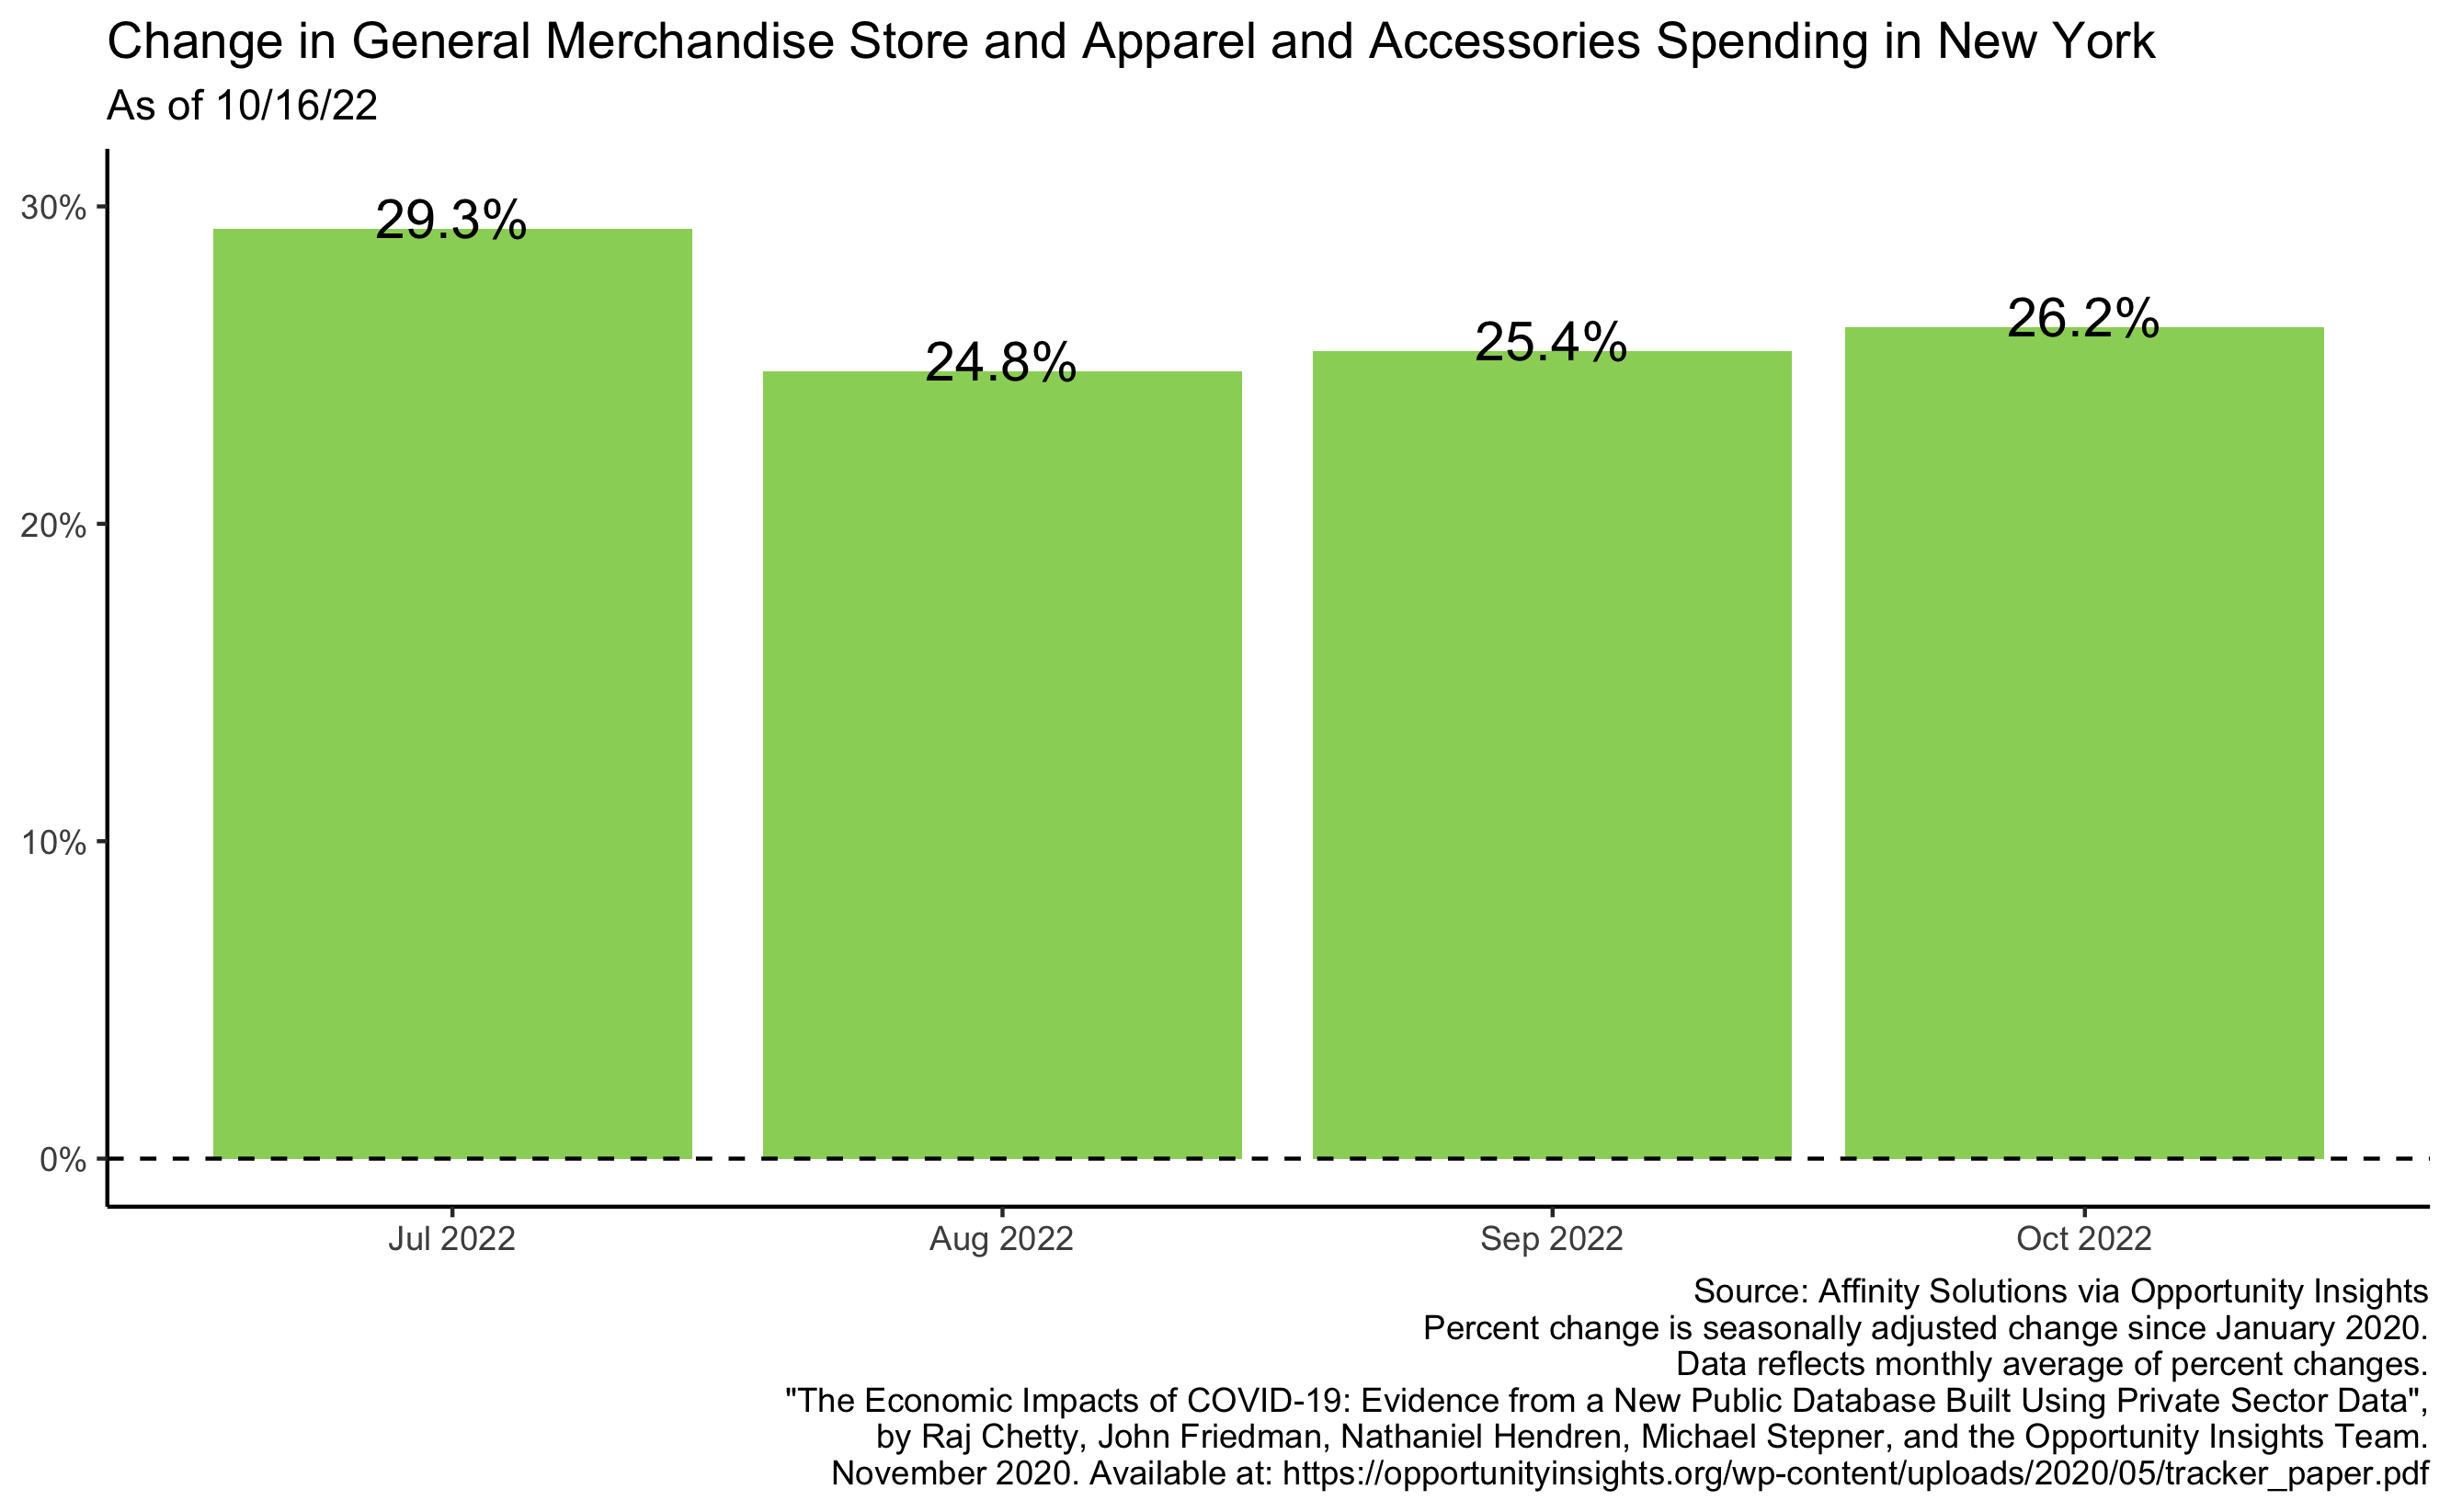 Change in General Merchandise Store and Apparel and Accessories Spending in New York
As of 10/16/22
30%
20%
10%
0%
29.3%
24.8%
25.4%
26.2%
Jul 2022
Aug 2022
Sep 2022
Oct 2022
Source: Affinity Solutions via Opportunity Insights
Percent change is seasonally adjusted change since January 2020.
Data reflects monthly average of percent changes.
"The Economic Impacts of COVID-19: Evidence from a New Public Database Built Using Private Sector Data",
by Raj Chetty, John Friedman, Nathaniel Hendren, Michael Stepner, and the Opportunity Insights Team.
November 2020. Available at: https://opportunityinsights.org/wp-content/uploads/2020/05/tracker_paper.pdf